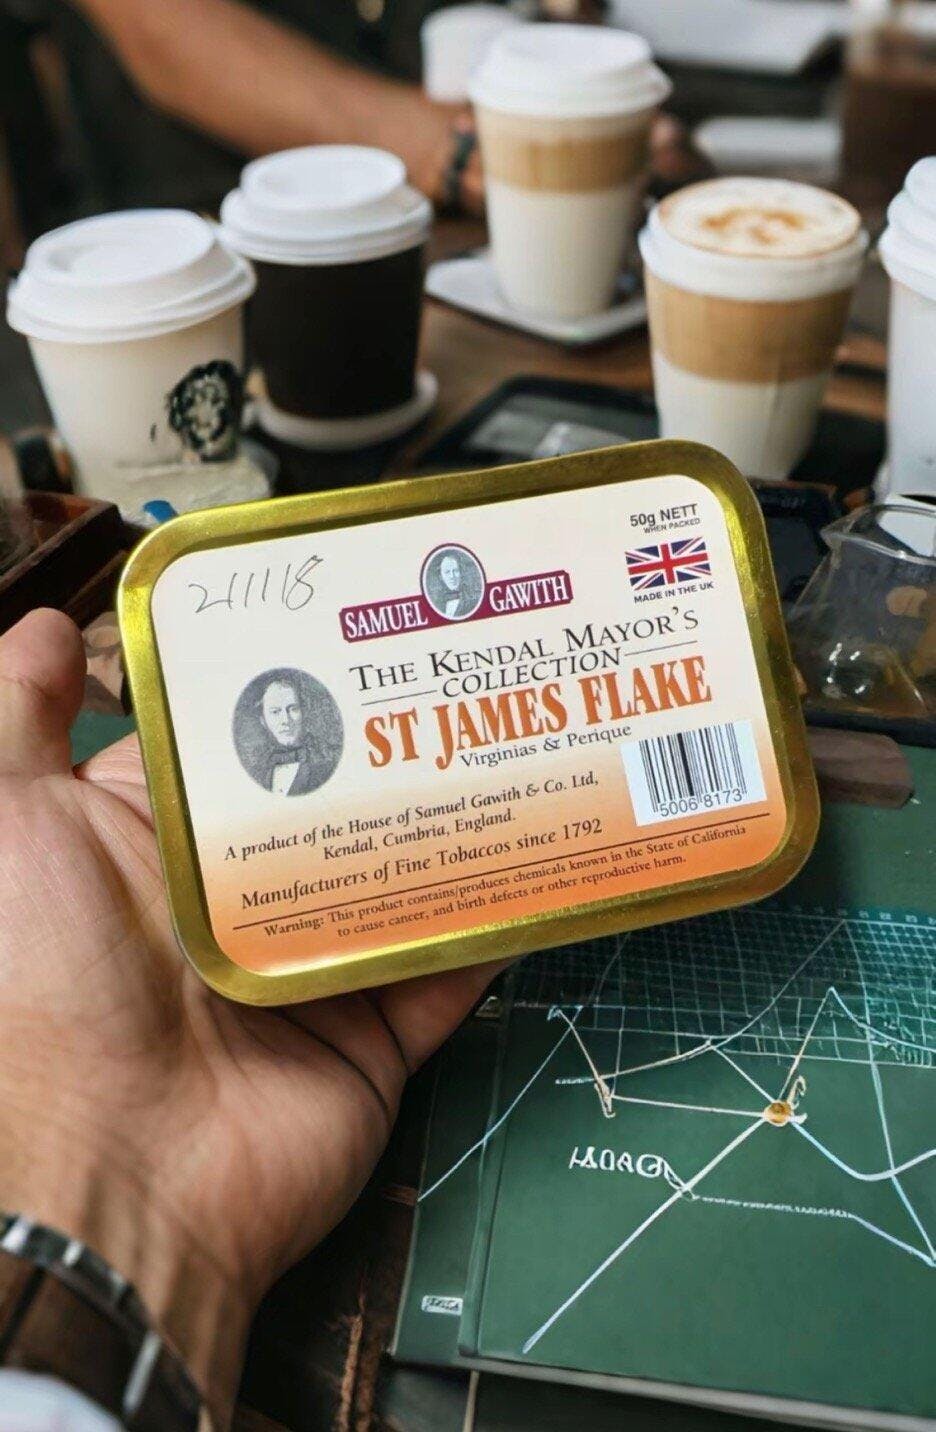 50g NETT
WHEN PACKED
2/1/18
SAMUEL GAWITH
MADE IN THE UK
THE KENDAL MAYOR'S
COLLECTION
ST JAMES FLAKE
Virginias & Perique
A product of the House of Samuel Gawith & Co. Ltd,
Kendal, Cumbria, England.
Manufacturers of Fine Tobaccos since 1792
5006 8173
Warning: This product contains/produces chemicals known in the State of California
to cause cancer, and birth defects or other reproductive harm.